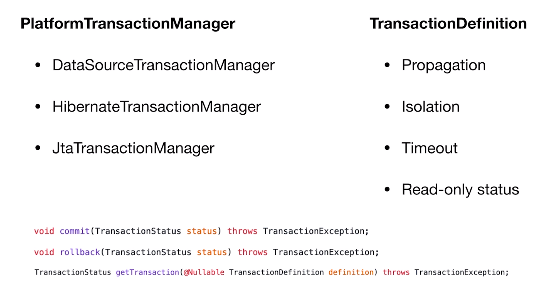 PlatformTransactionManager
• DataSourceTransactionManager
• HibernateTransactionManager
• JtaTransactionManager
TransactionDefinition
• Propagation
• Isolation
• Timeout
• Read-only status
void commit(TransactionStatus status) throws TransactionException;
void rollback(TransactionStatus status) throws TransactionException;
TransactionStatus getTransaction(@Nullable TransactionDefinition definition) throws TransactionException;